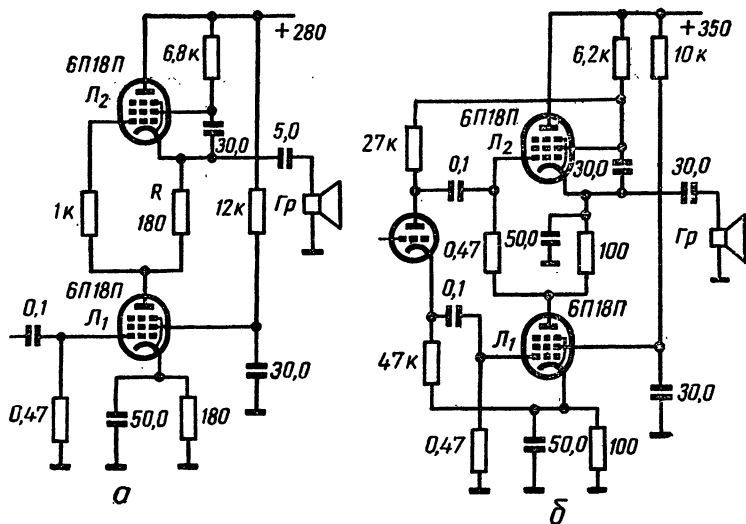 +280
6,8к
6П18П
Л₂
30,0
5,0
R
180
1к
12к
Гр
6П18П
Л₁
0,1
30,0
0,47
50,0
180
а
+350
6,2к
10к
6П18П
27к
Л₂
0,1
30,0
30,0
50,0
Гр
0,47
100
6П18П
0,1
Л₁
47к
30,0
0,47
50,0
100
б